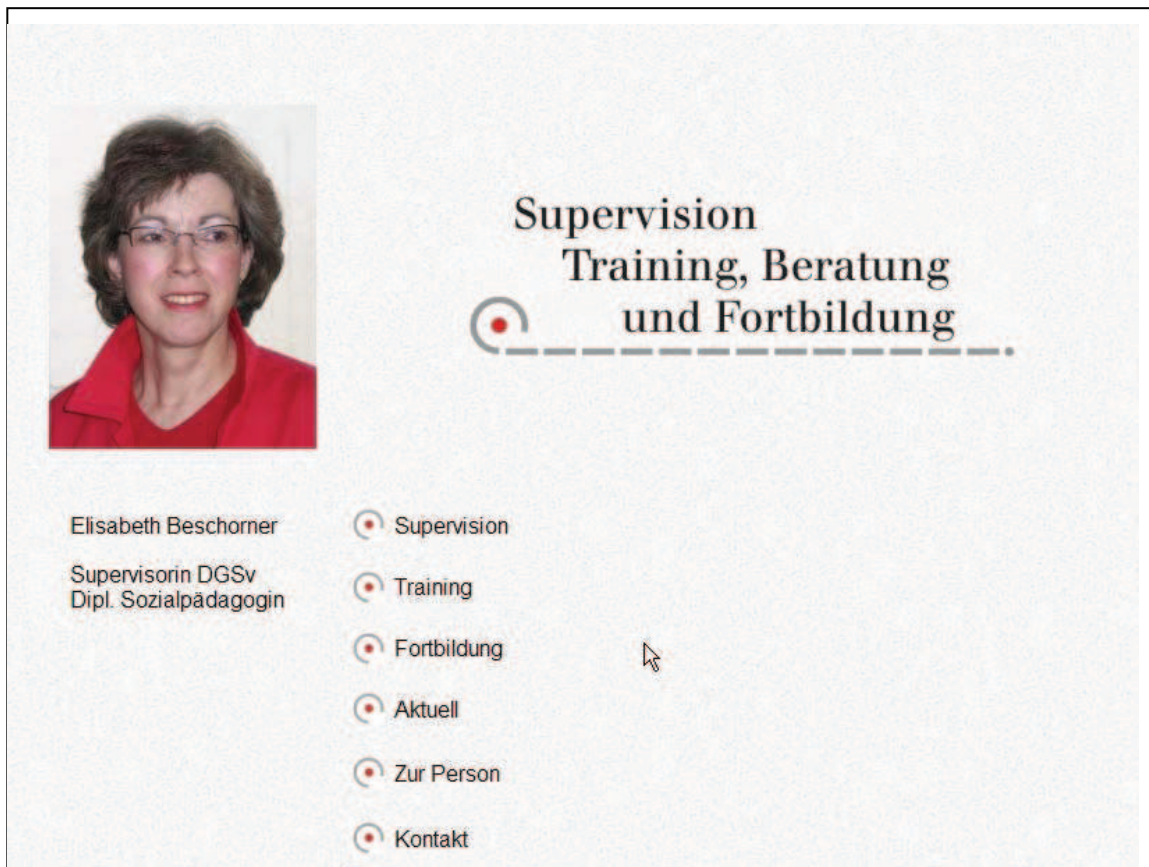 Supervision
Training, Beratung
und Fortbildung
Elisabeth Beschorner
Supervisorin DGSv
Dipl. Sozialpädagogin
Supervision
Training
Fortbildung
Aktuell
Zur Person
Kontakt